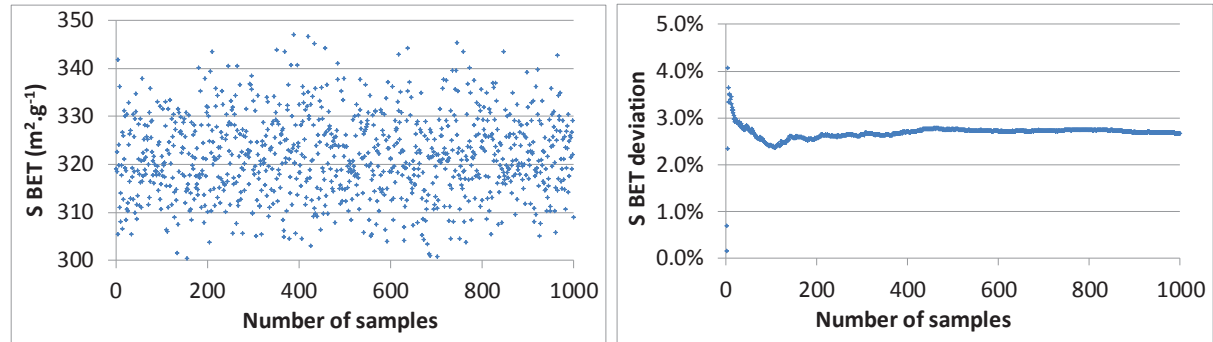 350
340
330
320
310
300
S BET (m²·g⁻¹)
0 200 400 600 800 1000
Number of samples
5.0%
4.0%
3.0%
2.0%
1.0%
0.0%
S BET deviation
0 200 400 600 800 1000
Number of samples